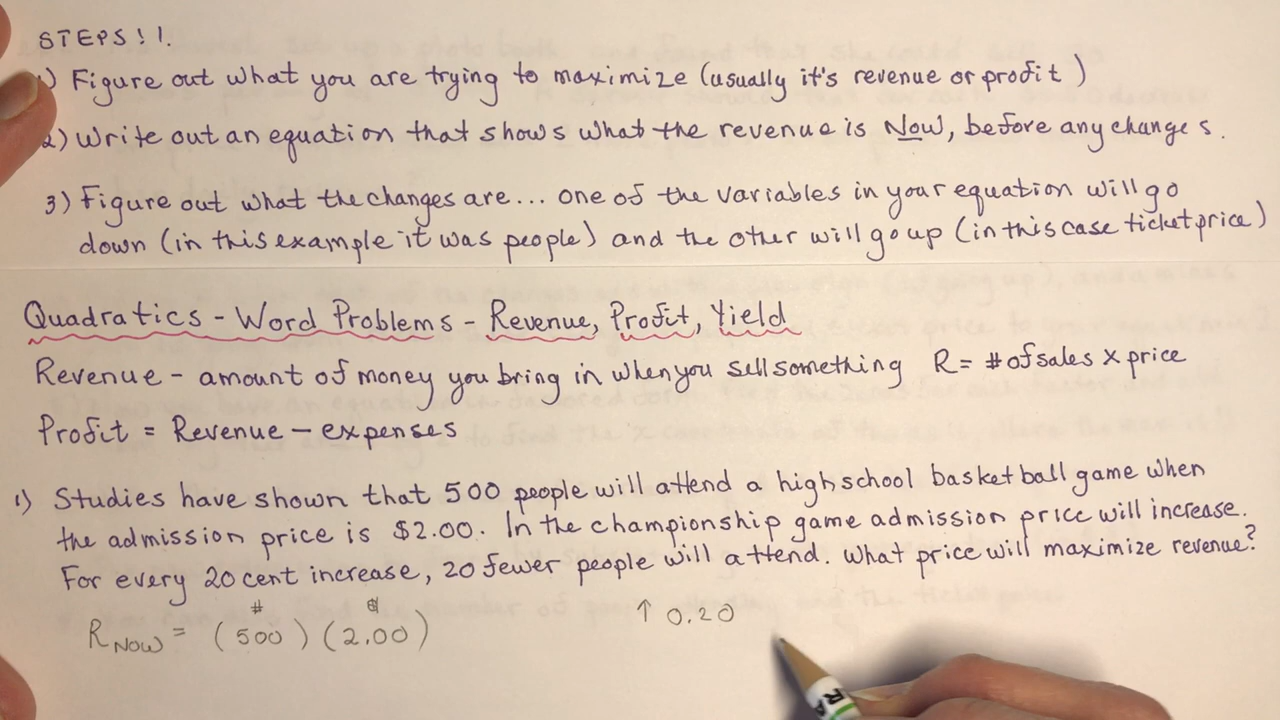 STEPS!!
1) Figure out what you are trying to maximize (usually it's revenue or profit)
2) Write out an equation that shows what the revenue is Now, before any changes.
3) Figure out what the changes are... one of the variables in your equation will go
down (in this example it was people) and the other will go up (in this case ticket price)
Quadratics - Word Problems - Revenue, Profit, Yield
Revenue - amount of money you bring in when you sell something R = # of sales x price
Profit = Revenue - expenses
1) Studies have shown that 500 people will attend a high school basketball game when
the admission price is $2.00. In the championship game admission price will increase.
For every 20 cent increase, 20 fewer people will attend. What price will maximize revenue?
# $
R NOW = (500)(2.00) ↑ 0.20